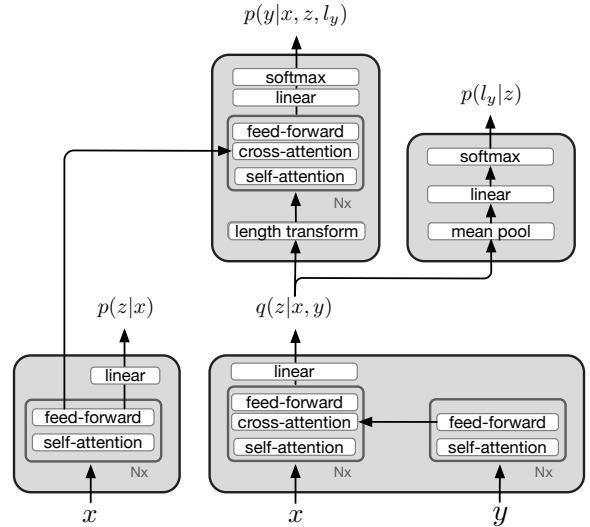 p(y|x, z, l_y)
softmax
linear
feed-forward
cross-attention
self-attention
Nx
length transform
p(l_y|z)
softmax
linear
mean pool
p(z|x)
linear
feed-forward
self-attention
Nx
x
q(z|x, y)
linear
feed-forward
cross-attention
self-attention
Nx
x
feed-forward
self-attention
Nx
y